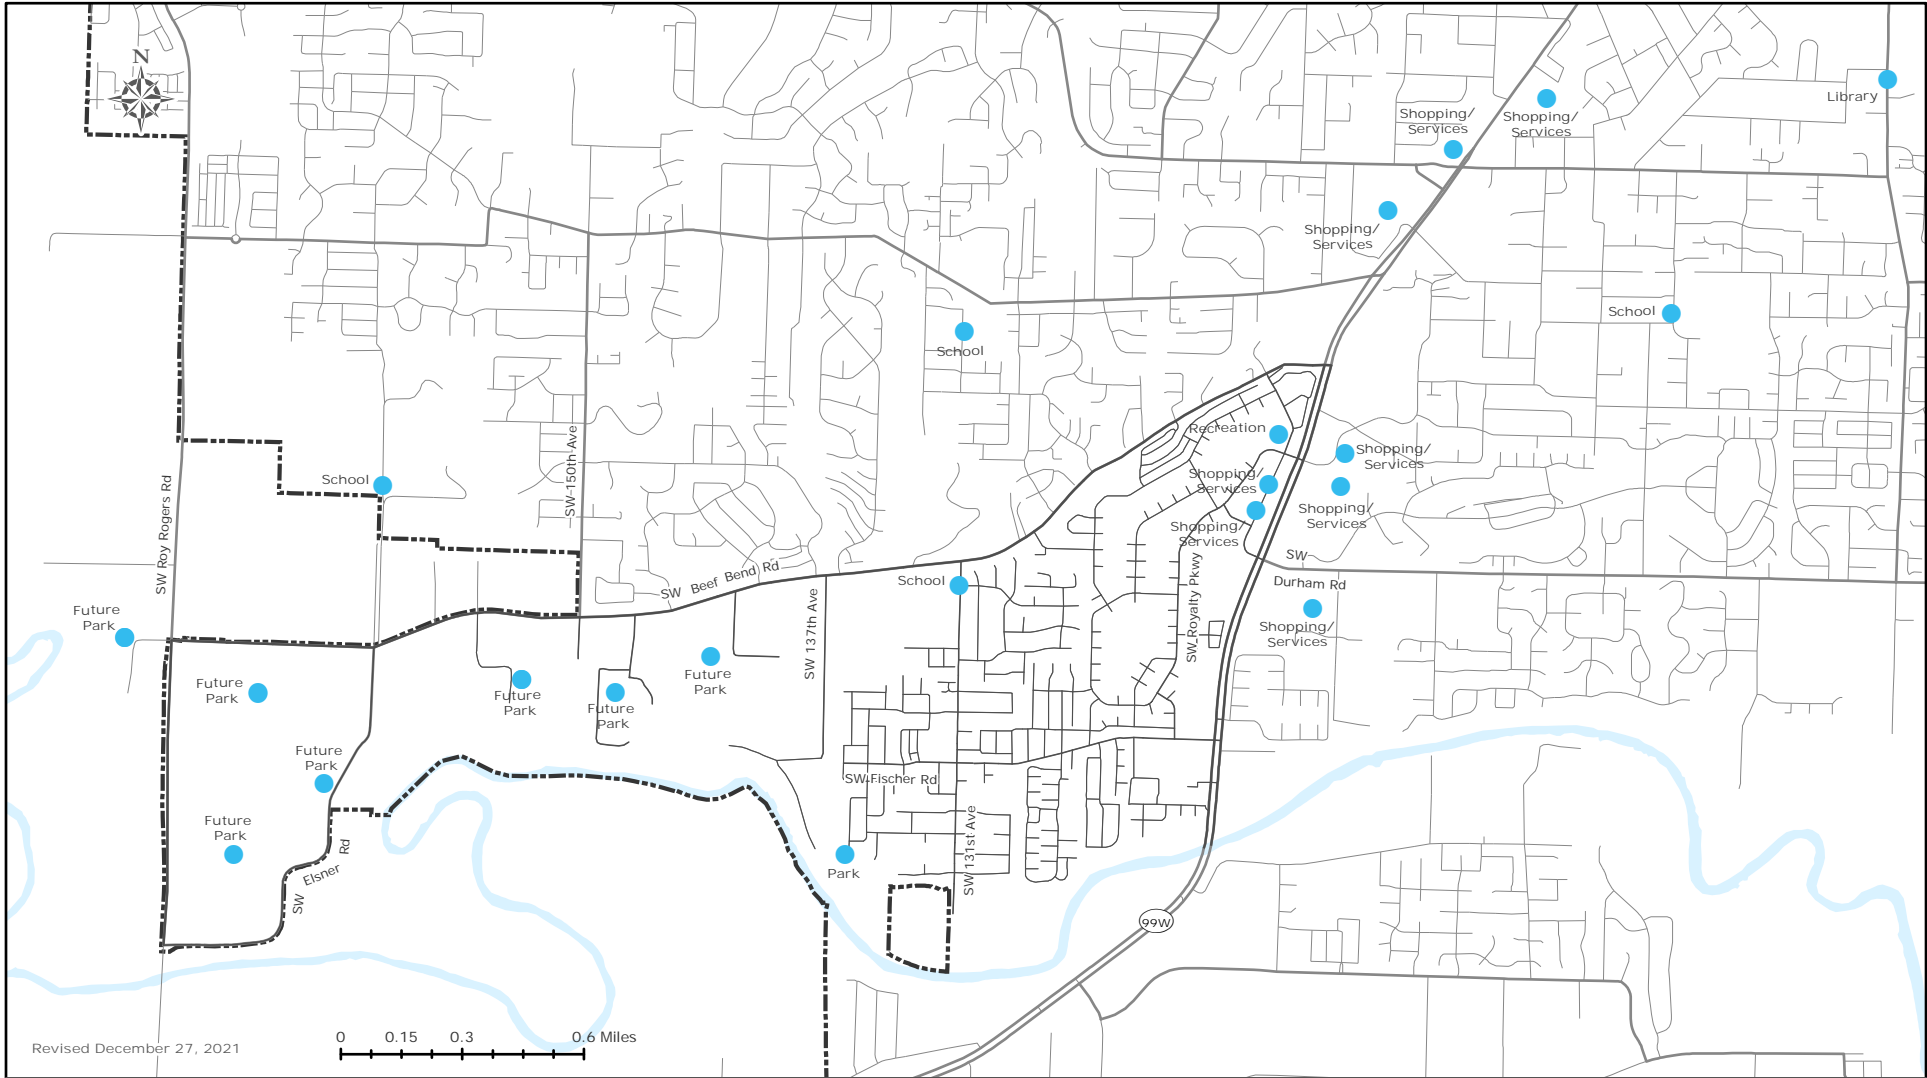 N
Library
Shopping/
Services
Shopping/
Services
Shopping/
Services
School
School
Recreation
Shopping/
Services
Shopping/
Services
Shopping/
Services
Shopping/
Services
School
SW 150th Ave
SW Roy Rogers Rd
SW Beef Bend Rd
SW
Durham Rd
School
SW 137th Ave
SW Royalty Pkwy
Shopping/
Services
Future
Park
Future
Park
Future
Park
Future
Park
Future
Park
Future
Park
Future
Park
SW Fischer Rd
SW 131st Ave
SW Elsner Rd
Park
99W
0 0.15 0.3 0.6 Miles
Revised December 27, 2021